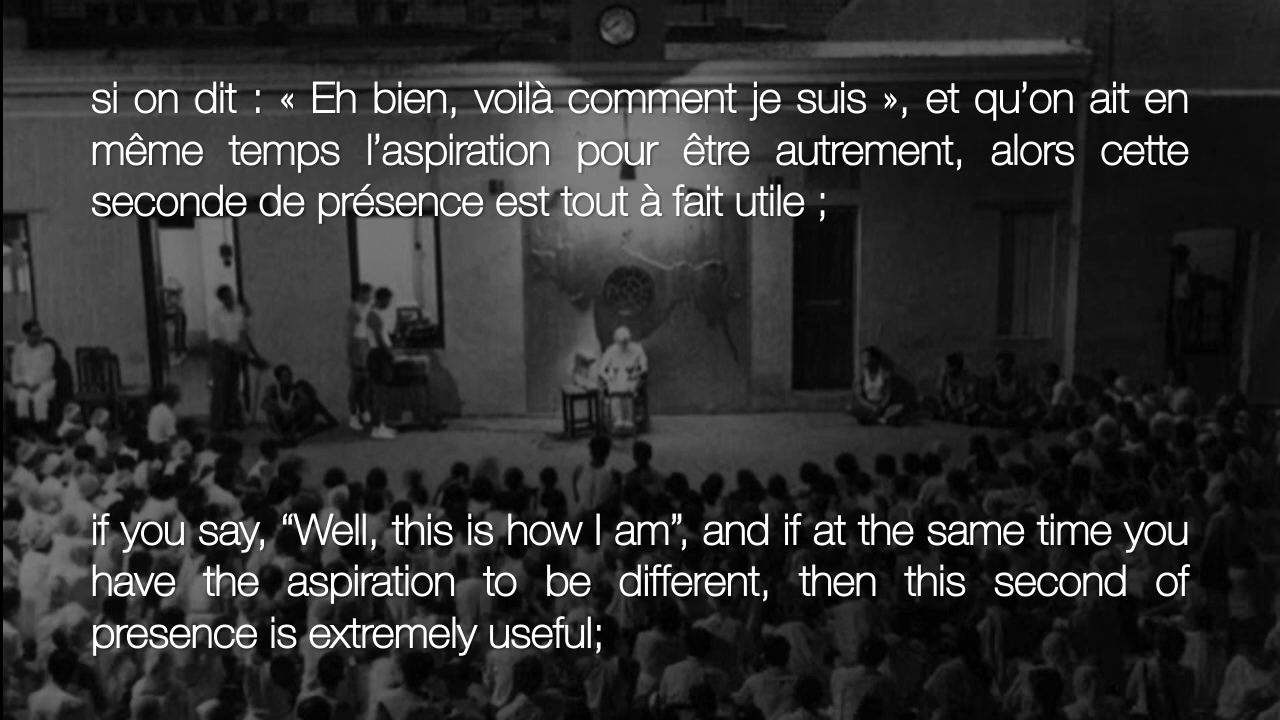 si on dit : « Eh bien, voilà comment je suis », et qu’on ait en
même temps l’aspiration pour être autrement, alors cette
seconde de présence est tout à fait utile ;
if you say, “Well, this is how I am”, and if at the same time you
have the aspiration to be different, then this second of
presence is extremely useful;